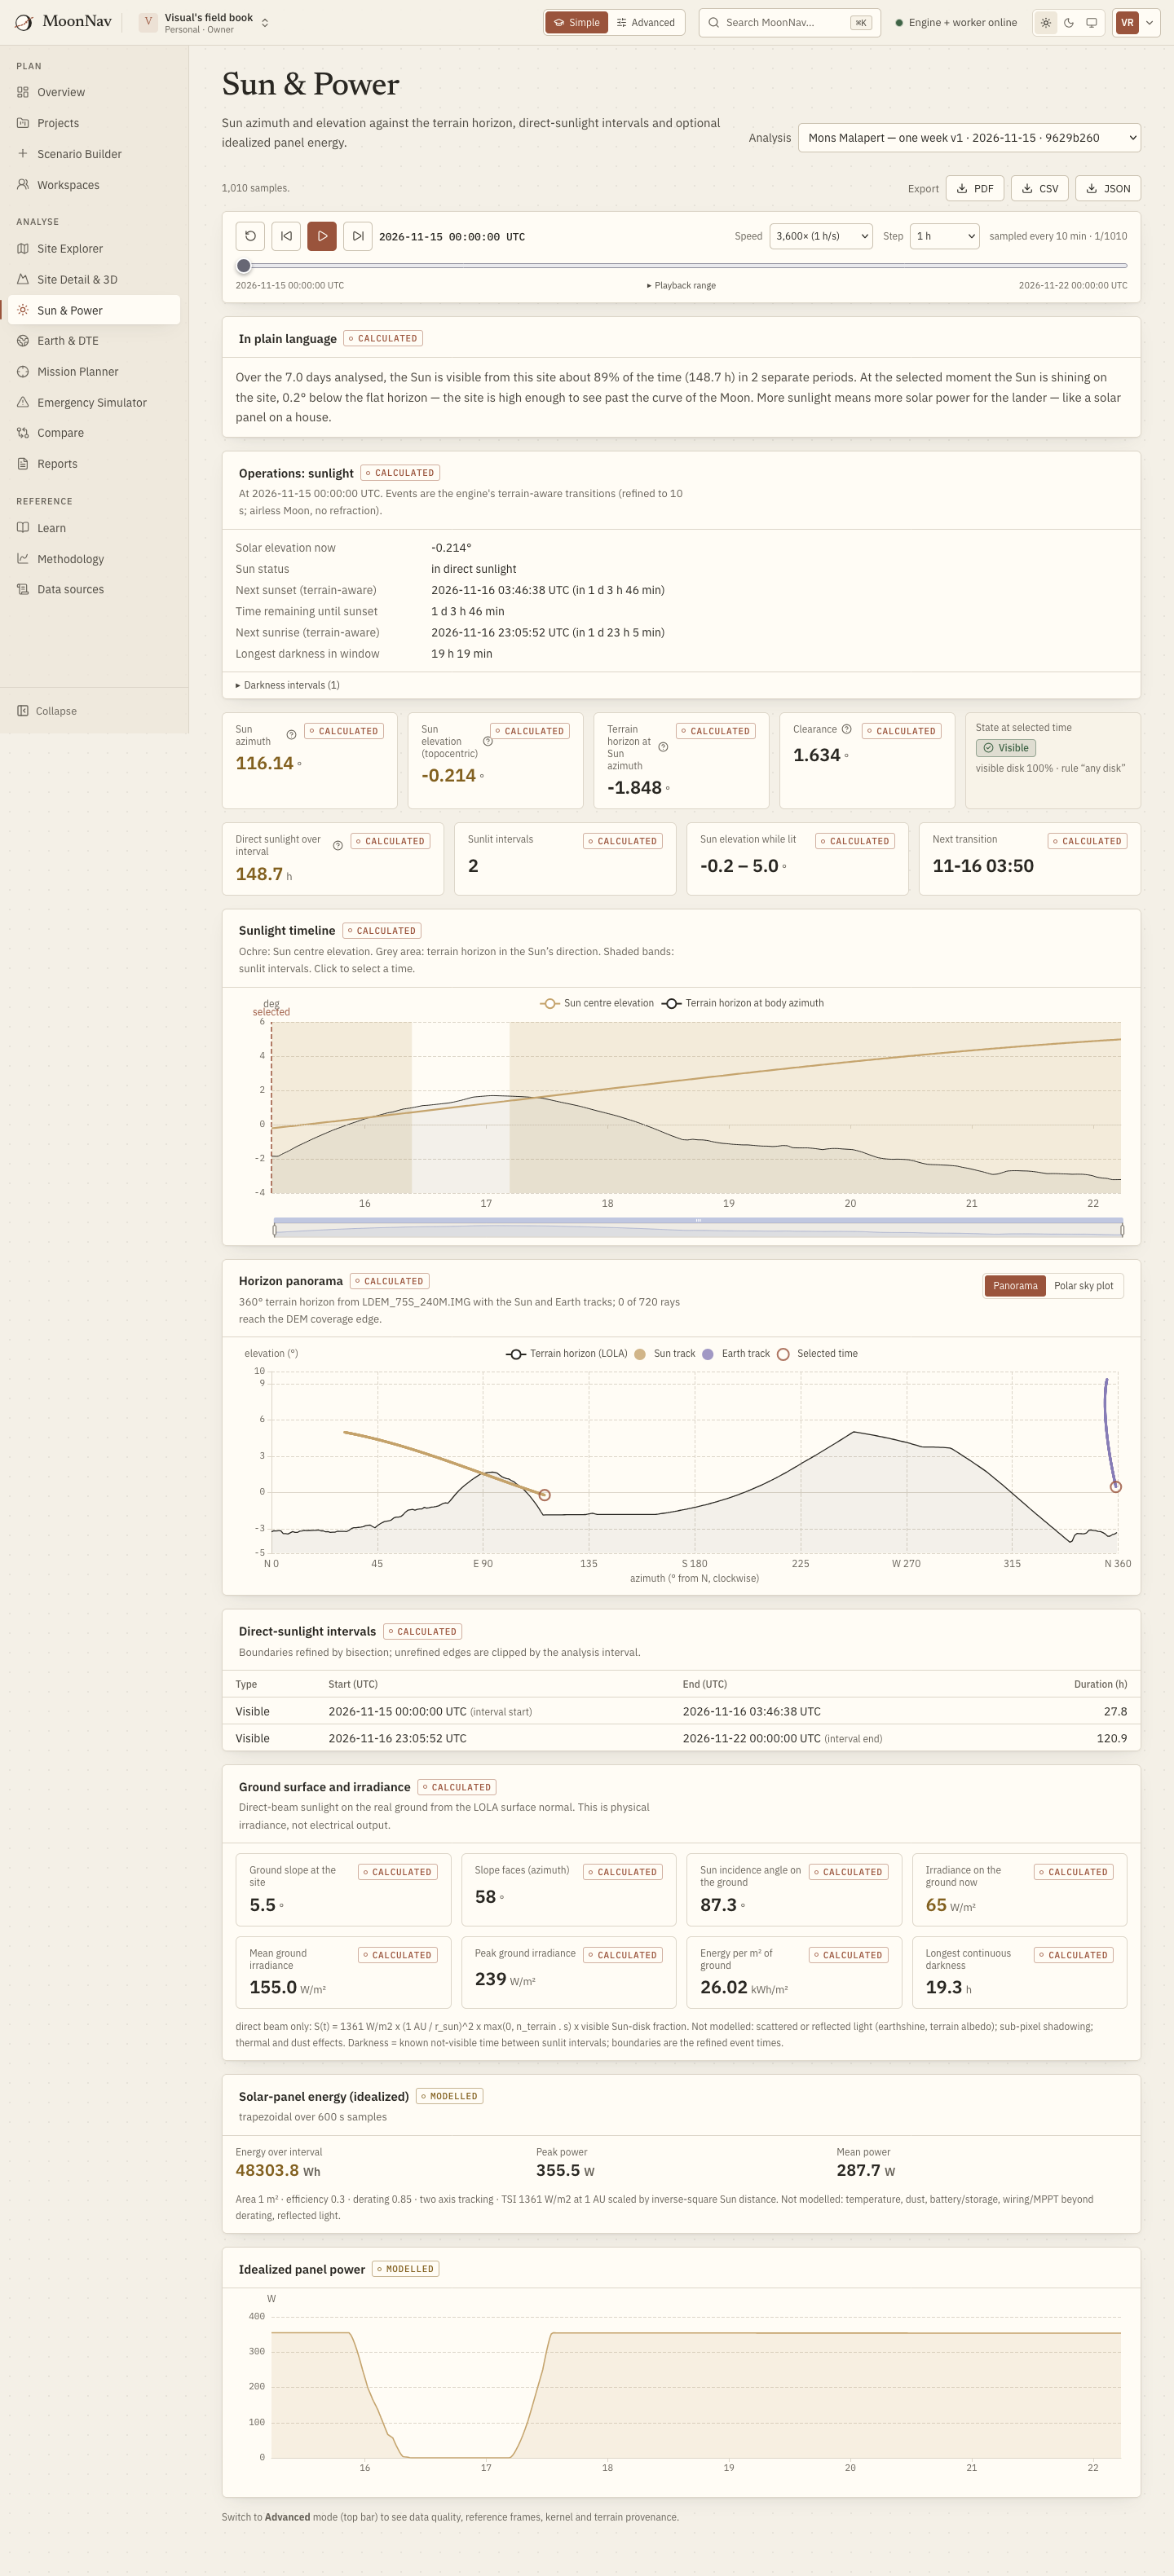 MoonNav
V
Visual's field book
Personal · Owner
Simple
Advanced
Search MoonNav...
⌘K
Engine + worker online
VR
PLAN
Overview
Projects
Scenario Builder
Workspaces
ANALYSE
Site Explorer
Site Detail & 3D
Sun & Power
Earth & DTE
Mission Planner
Emergency Simulator
Compare
Reports
REFERENCE
Learn
Methodology
Data sources
Collapse
Sun & Power
Sun azimuth and elevation against the terrain horizon, direct-sunlight intervals and optional
idealized panel energy.
Analysis
Mons Malapert — one week v1 · 2026-11-15 · 9629b260
1,010 samples.
Export
PDF
CSV
JSON
2026-11-15 00:00:00 UTC
Speed
3,600× (1 h/s)
Step
1 h
sampled every 10 min · 1/1010
2026-11-15 00:00:00 UTC
▸ Playback range
2026-11-22 00:00:00 UTC
In plain language
CALCULATED
Over the 7.0 days analysed, the Sun is visible from this site about 89% of the time (148.7 h) in 2 separate periods. At the selected moment the Sun is shining on
the site, 0.2° below the flat horizon — the site is high enough to see past the curve of the Moon. More sunlight means more solar power for the lander — like a solar
panel on a house.
Operations: sunlight
CALCULATED
At 2026-11-15 00:00:00 UTC. Events are the engine's terrain-aware transitions (refined to 10
s; airless Moon, no refraction).
Solar elevation now
-0.214°
Sun status
in direct sunlight
Next sunset (terrain-aware)
2026-11-16 03:46:38 UTC (in 1 d 3 h 46 min)
Time remaining until sunset
1 d 3 h 46 min
Next sunrise (terrain-aware)
2026-11-16 23:05:52 UTC (in 1 d 23 h 5 min)
Longest darkness in window
19 h 19 min
▸ Darkness intervals (1)
Sun
azimuth
CALCULATED
116.14 °
Sun
elevation
(topocentric)
CALCULATED
-0.214 °
Terrain
horizon at
Sun
azimuth
CALCULATED
-1.848 °
Clearance
CALCULATED
1.634 °
State at selected time
Visible
visible disk 100% · rule “any disk”
Direct sunlight over
interval
CALCULATED
148.7 h
Sunlit intervals
CALCULATED
2
Sun elevation while lit
CALCULATED
-0.2 – 5.0 °
Next transition
CALCULATED
11-16 03:50
Sunlight timeline
CALCULATED
Ochre: Sun centre elevation. Grey area: terrain horizon in the Sun’s direction. Shaded bands:
sunlit intervals. Click to select a time.
deg
selected
Sun centre elevation
Terrain horizon at body azimuth
6
4
2
0
-2
-4
16
17
18
19
20
21
22
Horizon panorama
CALCULATED
360° terrain horizon from LDEM_75S_240M.IMG with the Sun and Earth tracks; 0 of 720 rays
reach the DEM coverage edge.
Panorama
Polar sky plot
elevation (°)
Terrain horizon (LOLA)
Sun track
Earth track
Selected time
10
9
6
3
0
-3
-5
N 0
45
E 90
135
S 180
225
W 270
315
N 360
azimuth (° from N, clockwise)
Direct-sunlight intervals
CALCULATED
Boundaries refined by bisection; unrefined edges are clipped by the analysis interval.
Type
Start (UTC)
End (UTC)
Duration (h)
Visible
2026-11-15 00:00:00 UTC (interval start)
2026-11-16 03:46:38 UTC
27.8
Visible
2026-11-16 23:05:52 UTC
2026-11-22 00:00:00 UTC (interval end)
120.9
Ground surface and irradiance
CALCULATED
Direct-beam sunlight on the real ground from the LOLA surface normal. This is physical
irradiance, not electrical output.
Ground slope at the
site
CALCULATED
5.5 °
Slope faces (azimuth)
CALCULATED
58 °
Sun incidence angle on
the ground
CALCULATED
87.3 °
Irradiance on the
ground now
CALCULATED
65 W/m²
Mean ground
irradiance
CALCULATED
155.0 W/m²
Peak ground irradiance
CALCULATED
239 W/m²
Energy per m² of
ground
CALCULATED
26.02 kWh/m²
Longest continuous
darkness
CALCULATED
19.3 h
direct beam only: S(t) = 1361 W/m2 x (1 AU / r_sun)^2 x max(0, n_terrain . s) x visible Sun-disk fraction. Not modelled: scattered or reflected light (earthshine, terrain albedo); sub-pixel shadowing;
thermal and dust effects. Darkness = known not-visible time between sunlit intervals; boundaries are the refined event times.
Solar-panel energy (idealized)
MODELLED
trapezoidal over 600 s samples
Energy over interval
48303.8 Wh
Peak power
355.5 W
Mean power
287.7 W
Area 1 m² · efficiency 0.3 · derating 0.85 · two axis tracking · TSI 1361 W/m2 at 1 AU scaled by inverse-square Sun distance. Not modelled: temperature, dust, battery/storage, wiring/MPPT beyond
derating, reflected light.
Idealized panel power
MODELLED
W
400
300
200
100
0
16
17
18
19
20
21
22
Switch to Advanced mode (top bar) to see data quality, reference frames, kernel and terrain provenance.